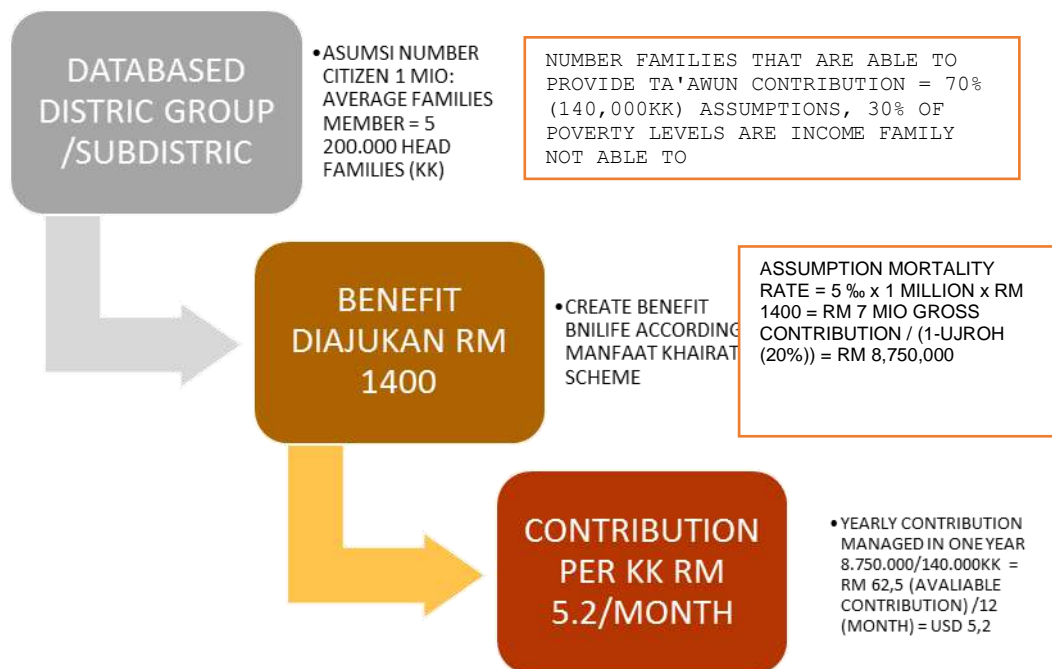 DATABASED
DISTRIC GROUP
/SUBDISTRIC
•ASUMSI NUMBER
CITIZEN 1 MIO:
AVERAGE FAMILIES
MEMBER = 5
200.000 HEAD
FAMILIES (KK)
NUMBER FAMILIES THAT ARE ABLE TO
PROVIDE TA'AWUN CONTRIBUTION = 70%
(140,000KK) ASSUMPTIONS, 30% OF
POVERTY LEVELS ARE INCOME FAMILY
NOT ABLE TO
BENEFIT
DIAJUKAN RM
1400
•CREATE BENEFIT
BNILIFE ACCORDING
MANFAAT KHAIRAT
SCHEME
ASSUMPTION MORTALITY
RATE = 5 ‰ x 1 MILLION x RM
1400 = RM 7 MIO GROSS
CONTRIBUTION / (1-UJROH
(20%)) = RM 8,750,000
CONTRIBUTION
PER KK RM
5.2/MONTH
•YEARLY CONTRIBUTION
MANAGED IN ONE YEAR
8.750.000/140.000KK =
RM 62,5 (AVALIABLE
CONTRIBUTION) /12
(MONTH) = USD 5,2